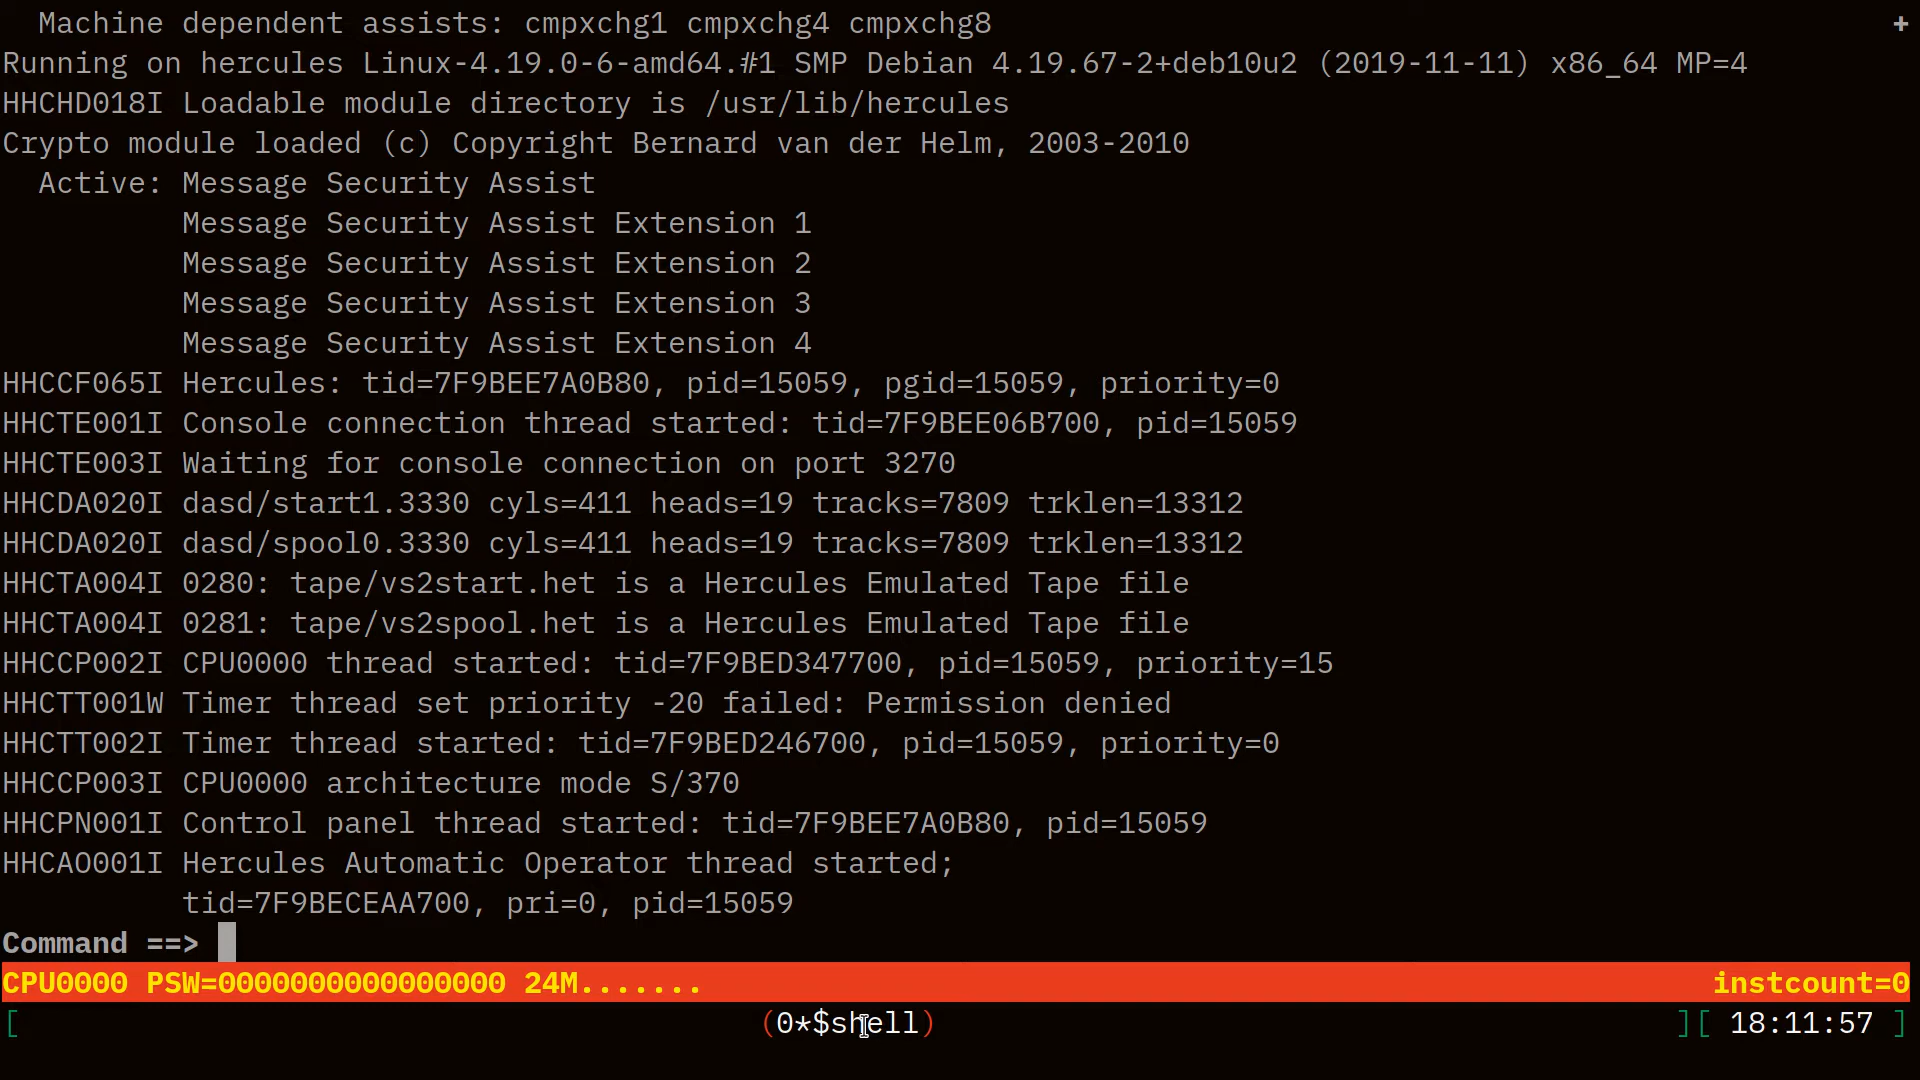 Machine dependent assists: cmpxchg1 cmpxchg4 cmpxchg8 +
Running on hercules Linux-4.19.0-6-amd64.#1 SMP Debian 4.19.67-2+deb10u2 (2019-11-11) x86_64 MP=4
HHCHD018I Loadable module directory is /usr/lib/hercules
Crypto module loaded (c) Copyright Bernard van der Helm, 2003-2010
Active: Message Security Assist
Message Security Assist Extension 1
Message Security Assist Extension 2
Message Security Assist Extension 3
Message Security Assist Extension 4
HHCCF065I Hercules: tid=7F9BEE7A0B80, pid=15059, pgid=15059, priority=0
HHCTE001I Console connection thread started: tid=7F9BEE06B700, pid=15059
HHCTE003I Waiting for console connection on port 3270
HHCDA020I dasd/start1.3330 cyls=411 heads=19 tracks=7809 trklen=13312
HHCDA020I dasd/spool0.3330 cyls=411 heads=19 tracks=7809 trklen=13312
HHCTA004I 0280: tape/vs2start.het is a Hercules Emulated Tape file
HHCTA004I 0281: tape/vs2spool.het is a Hercules Emulated Tape file
HHCCP002I CPU0000 thread started: tid=7F9BED347700, pid=15059, priority=15
HHCTT001W Timer thread set priority -20 failed: Permission denied
HHCTT002I Timer thread started: tid=7F9BED246700, pid=15059, priority=0
HHCCP003I CPU0000 architecture mode S/370
HHCPN001I Control panel thread started: tid=7F9BEE7A0B80, pid=15059
HHCAO001I Hercules Automatic Operator thread started;
tid=7F9BECEAA700, pri=0, pid=15059
Command ==>
CPU0000 PSW=0000000000000000 24M....... instcount=0
[ (0*$shell) ][ 18:11:57 ]